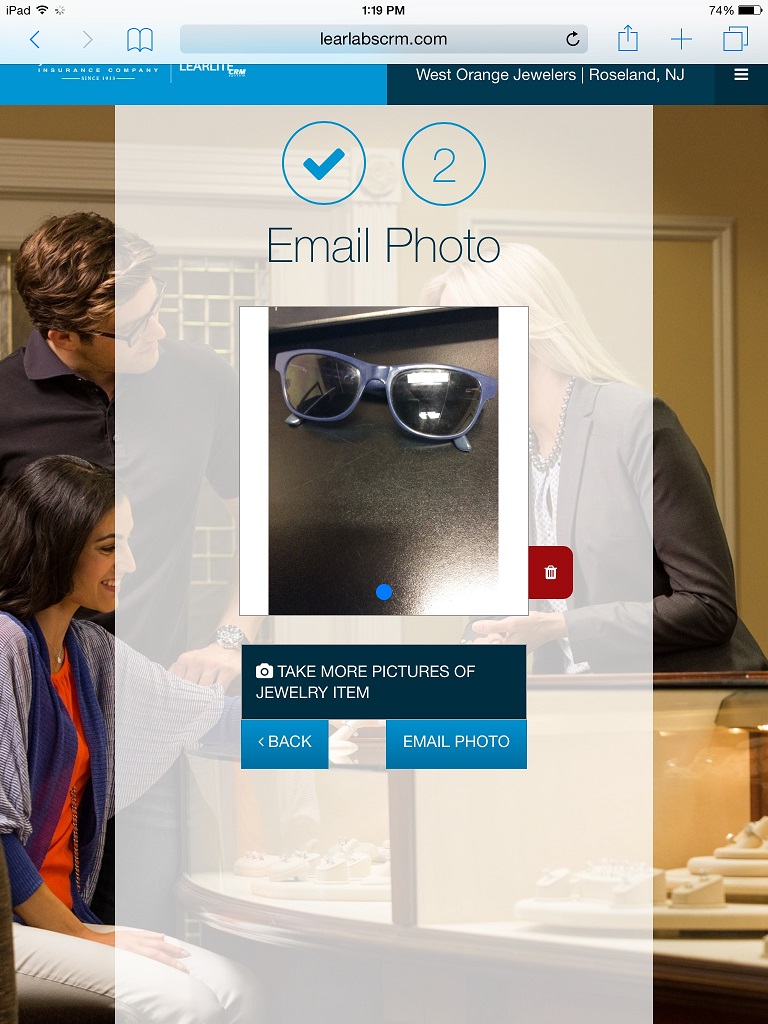 iPad
1:19 PM
74%
learlabscrm.com
INSURANCE COMPANY
SINCE 1913
LEARLITE
CRM
West Orange Jewelers | Roseland, NJ
2
Email Photo
TAKE MORE PICTURES OF
JEWELRY ITEM
< BACK
EMAIL PHOTO